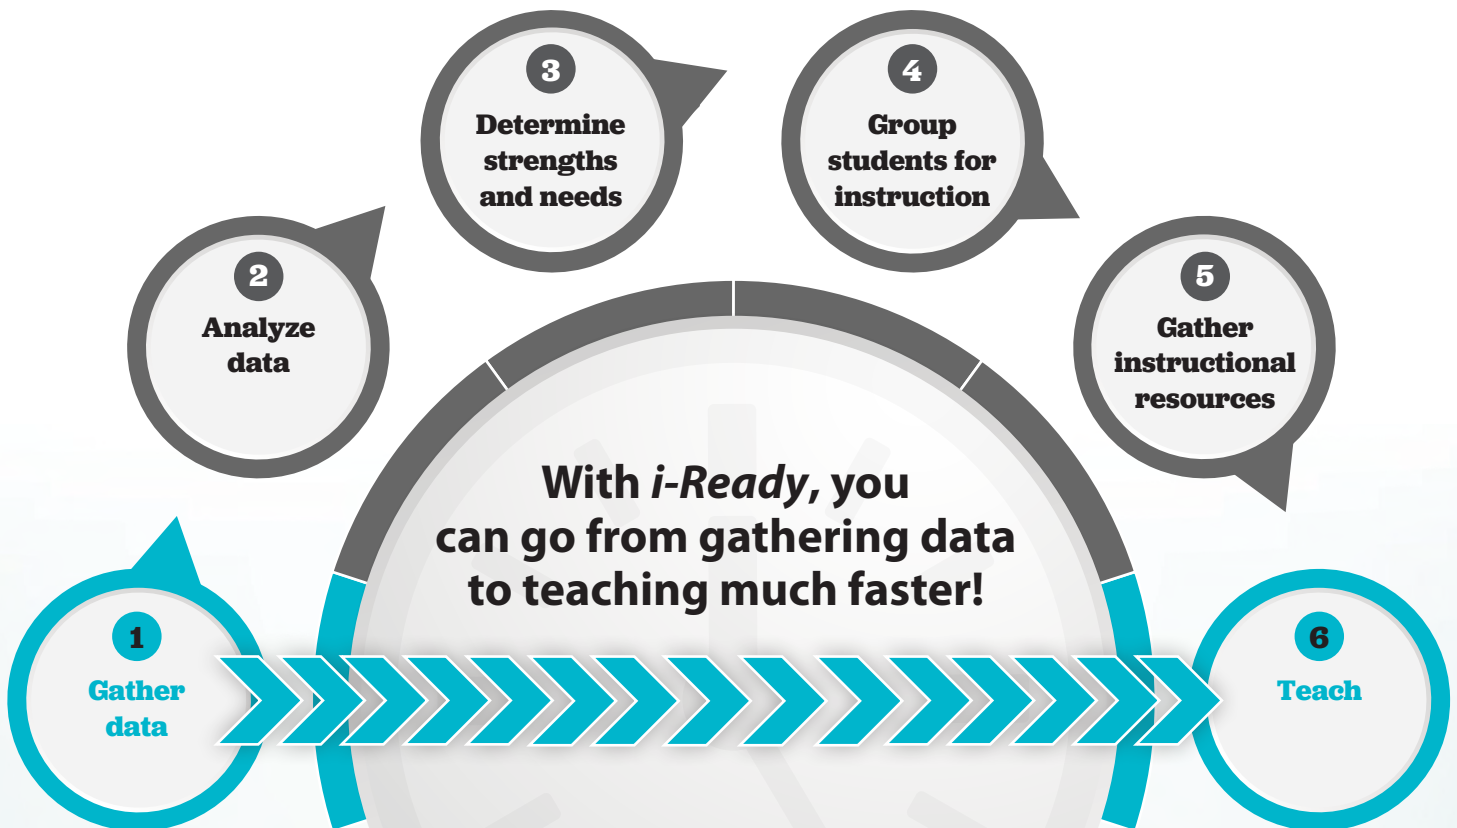 1
Gather
data
2
Analyze
data
3
Determine
strengths
and needs
4
Group
students for
instruction
5
Gather
instructional
resources
6
Teach
With i-Ready, you
can go from gathering data
to teaching much faster!